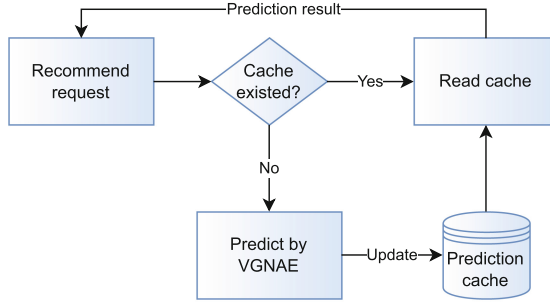 Prediction result
Recommend
request
Cache
existed?
Yes
Read cache
No
Predict by
VGNAE
Update
Prediction
cache